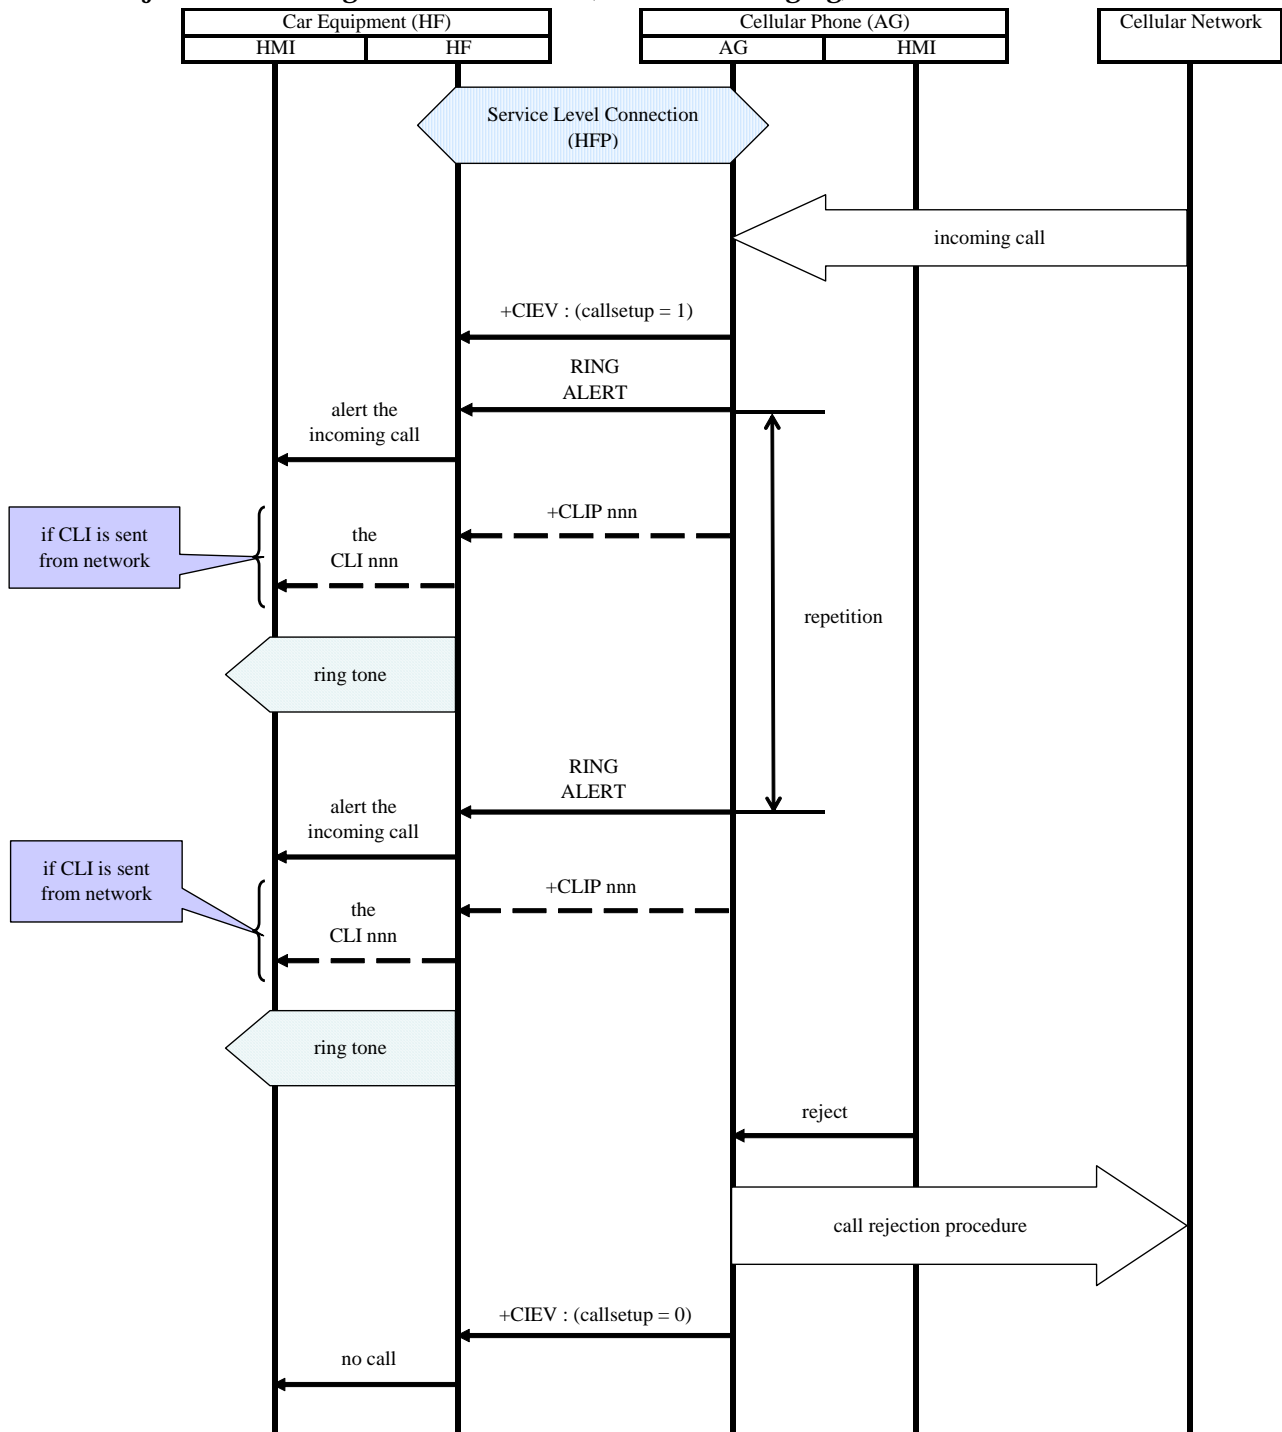 Car Equipment (HF)
Cellular Phone (AG)
Cellular Network
HMI
HF
AG
HMI
Service Level Connection
(HFP)
incoming call
+CIEV : (callsetup = 1)
RING
ALERT
alert the
incoming call
+CLIP nnn
if CLI is sent
from network
the
CLI nnn
repetition
ring tone
RING
ALERT
alert the
incoming call
if CLI is sent
from network
+CLIP nnn
the
CLI nnn
ring tone
reject
call rejection procedure
+CIEV : (callsetup = 0)
no call